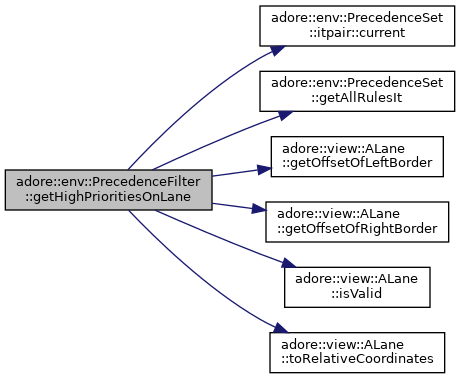 adore::env::PrecedenceSet
::itpair::current
adore::env::PrecedenceSet
::getAllRulesIt
adore::view::ALane
::getOffsetOfLeftBorder
adore::env::PrecedenceFilter
::getHighPrioritiesOnLane
adore::view::ALane
::getOffsetOfRightBorder
adore::view::ALane
::isValid
adore::view::ALane
::toRelativeCoordinates